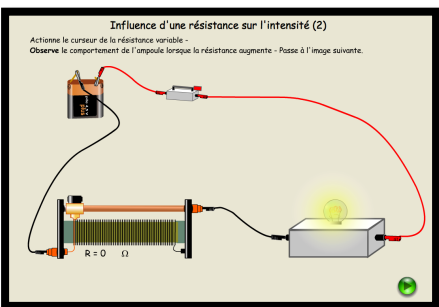 Influence d'une résistance sur l'intensité (2)
Actionne le curseur de la résistance variable -
Observe le comportement de l'ampoule lorsque la résistance augmente - Passe à l'image suivante.
R = 0 Ω